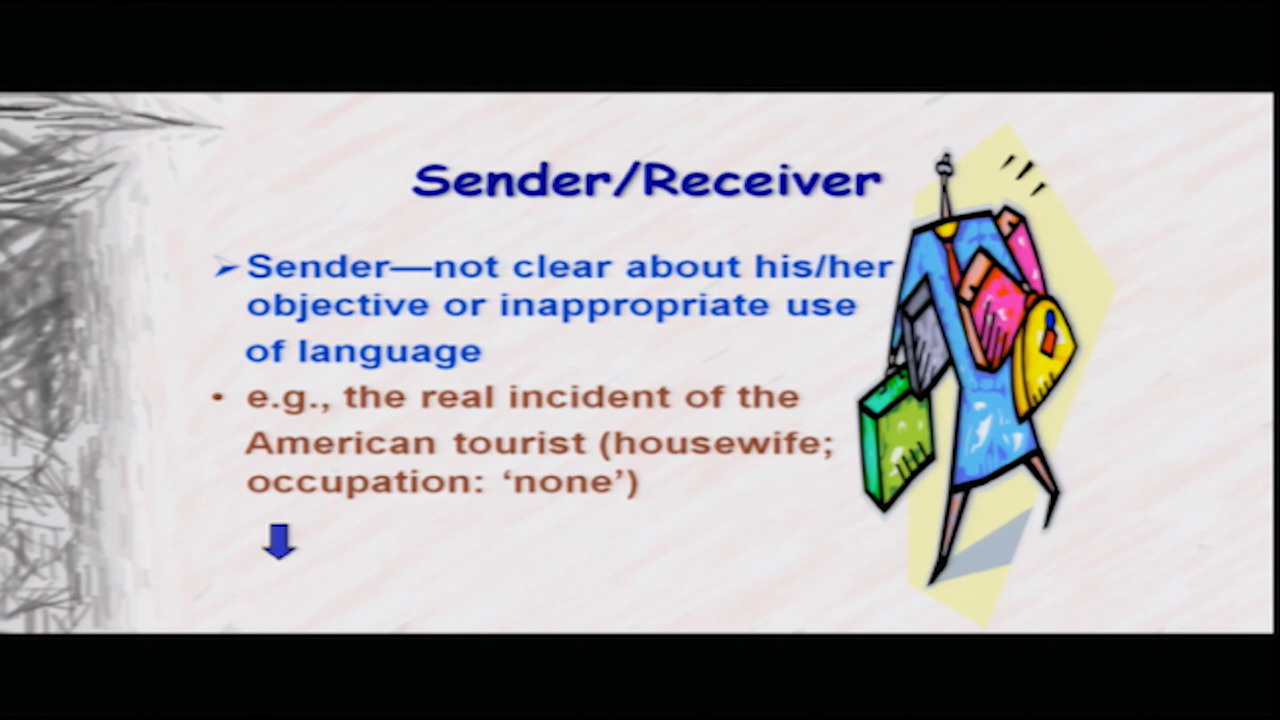 Sender/Receiver
➢Sender—not clear about his/her
objective or inappropriate use
of language
• e.g., the real incident of the
American tourist (housewife;
occupation: ‘none’)